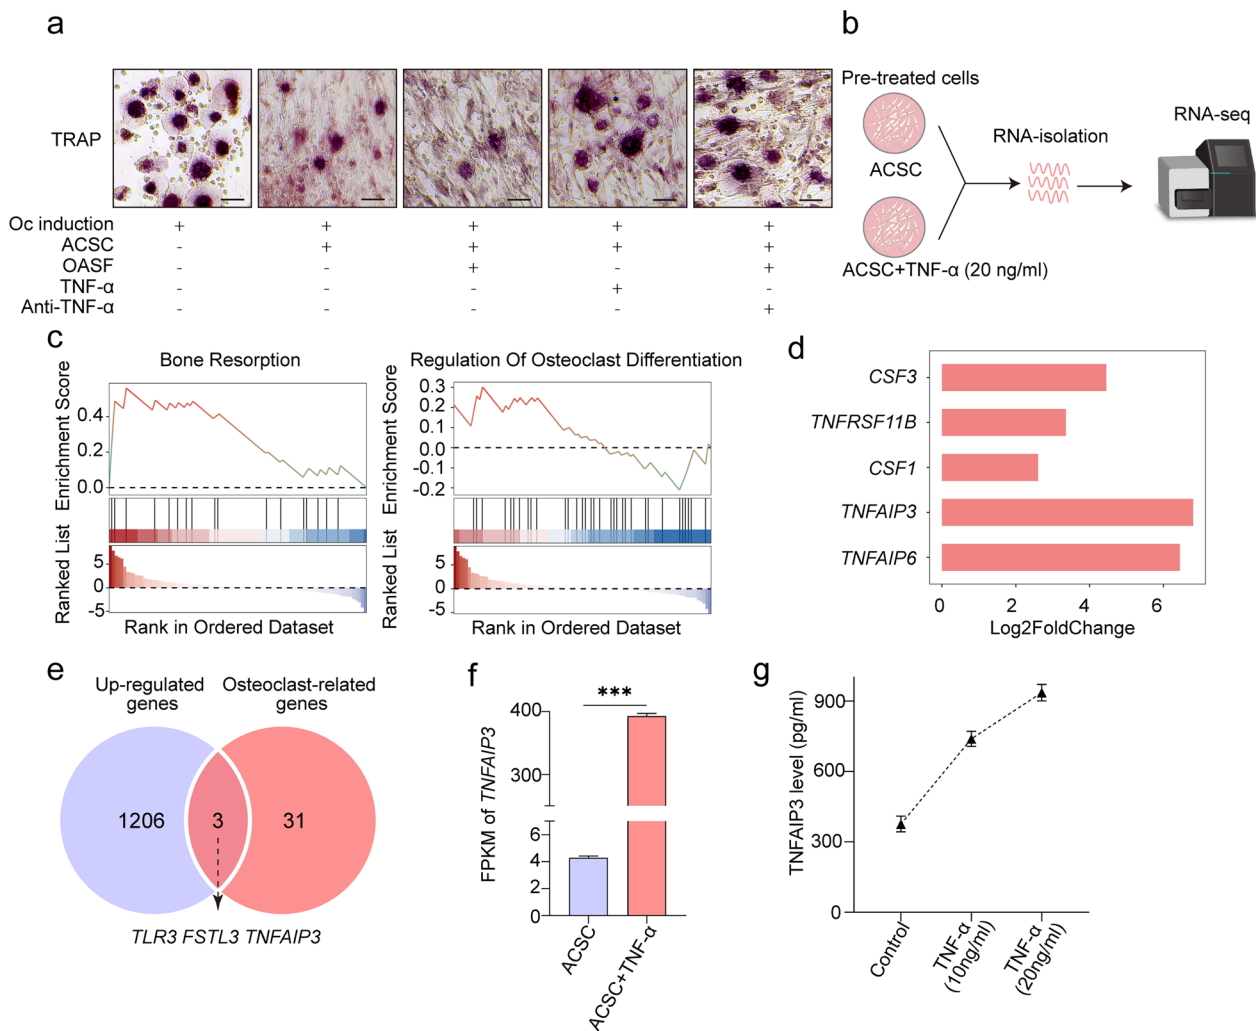 a
TRAP
Oc induction + + + + +
ACSC - + + + +
OASF - - + - +
TNF-α - - - + -
Anti-TNF-α - - - - +
b
Pre-treated cells
ACSC
ACSC+TNF-α (20 ng/ml)
RNA-isolation
RNA-seq
c
Bone Resorption
Enrichment Score
0.4
0.2
0.0
Ranked List
5
0
-5
Rank in Ordered Dataset
Regulation Of Osteoclast Differentiation
Enrichment Score
0.3
0.2
0.1
0.0
-0.1
-0.2
Ranked List
5
0
-5
Rank in Ordered Dataset
d
CSF3
TNFRSF11B
CSF1
TNFAIP3
TNFAIP6
0 2 4 6
Log2FoldChange
e
Up-regulated
genes
Osteoclast-related
genes
1206 3 31
TLR3 FSTL3 TNFAIP3
f
FPKM of TNFAIP3
***
400
300
6
4
2
0
ACSC
ACSC+TNF-α
g
TNFAIP3 level (pg/ml)
900
600
300
0
Control
TNF-α
(10ng/ml)
TNF-α
(20ng/ml)